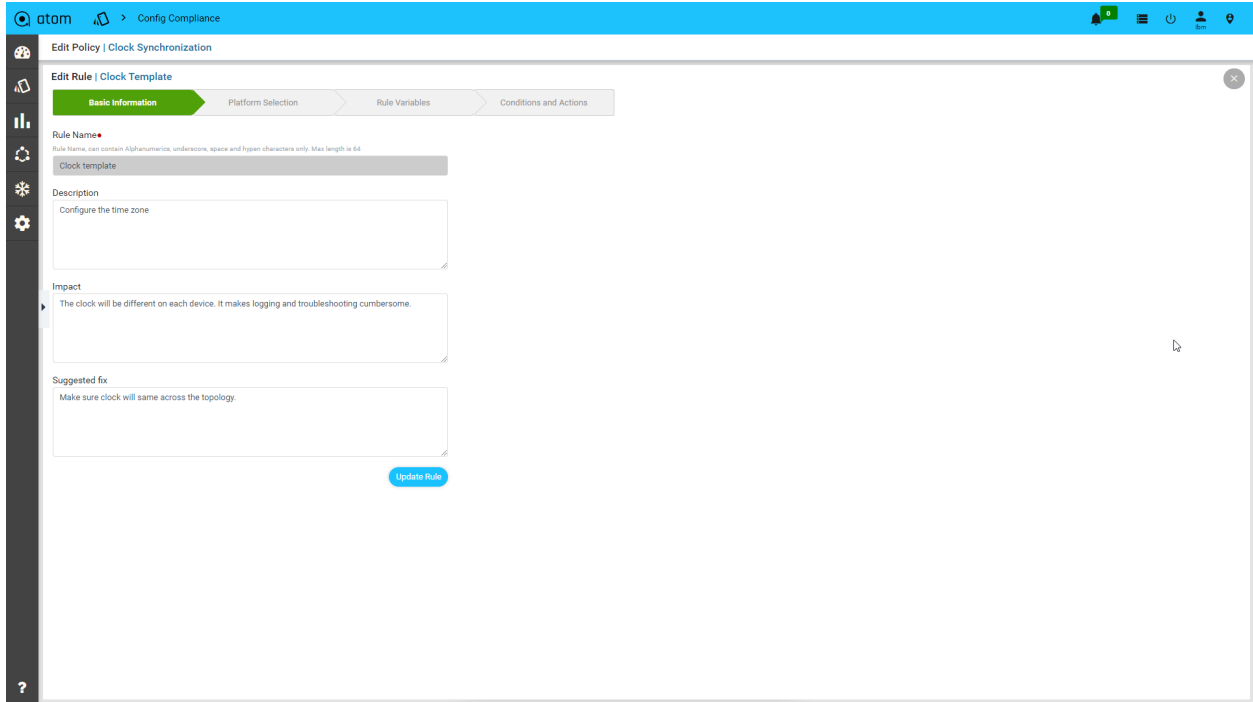 atom > Config Compliance
0
ibm
Edit Policy | Clock Synchronization
Edit Rule | Clock Template
Basic Information
Platform Selection
Rule Variables
Conditions and Actions
Rule Name
Rule Name, can contain Alphanumerics, underscore, space and hypen characters only. Max length is 64
Clock template
Description
Configure the time zone
Impact
The clock will be different on each device. It makes logging and troubleshooting cumbersome.
Suggested fix
Make sure clock will same across the topology.
Update Rule
?